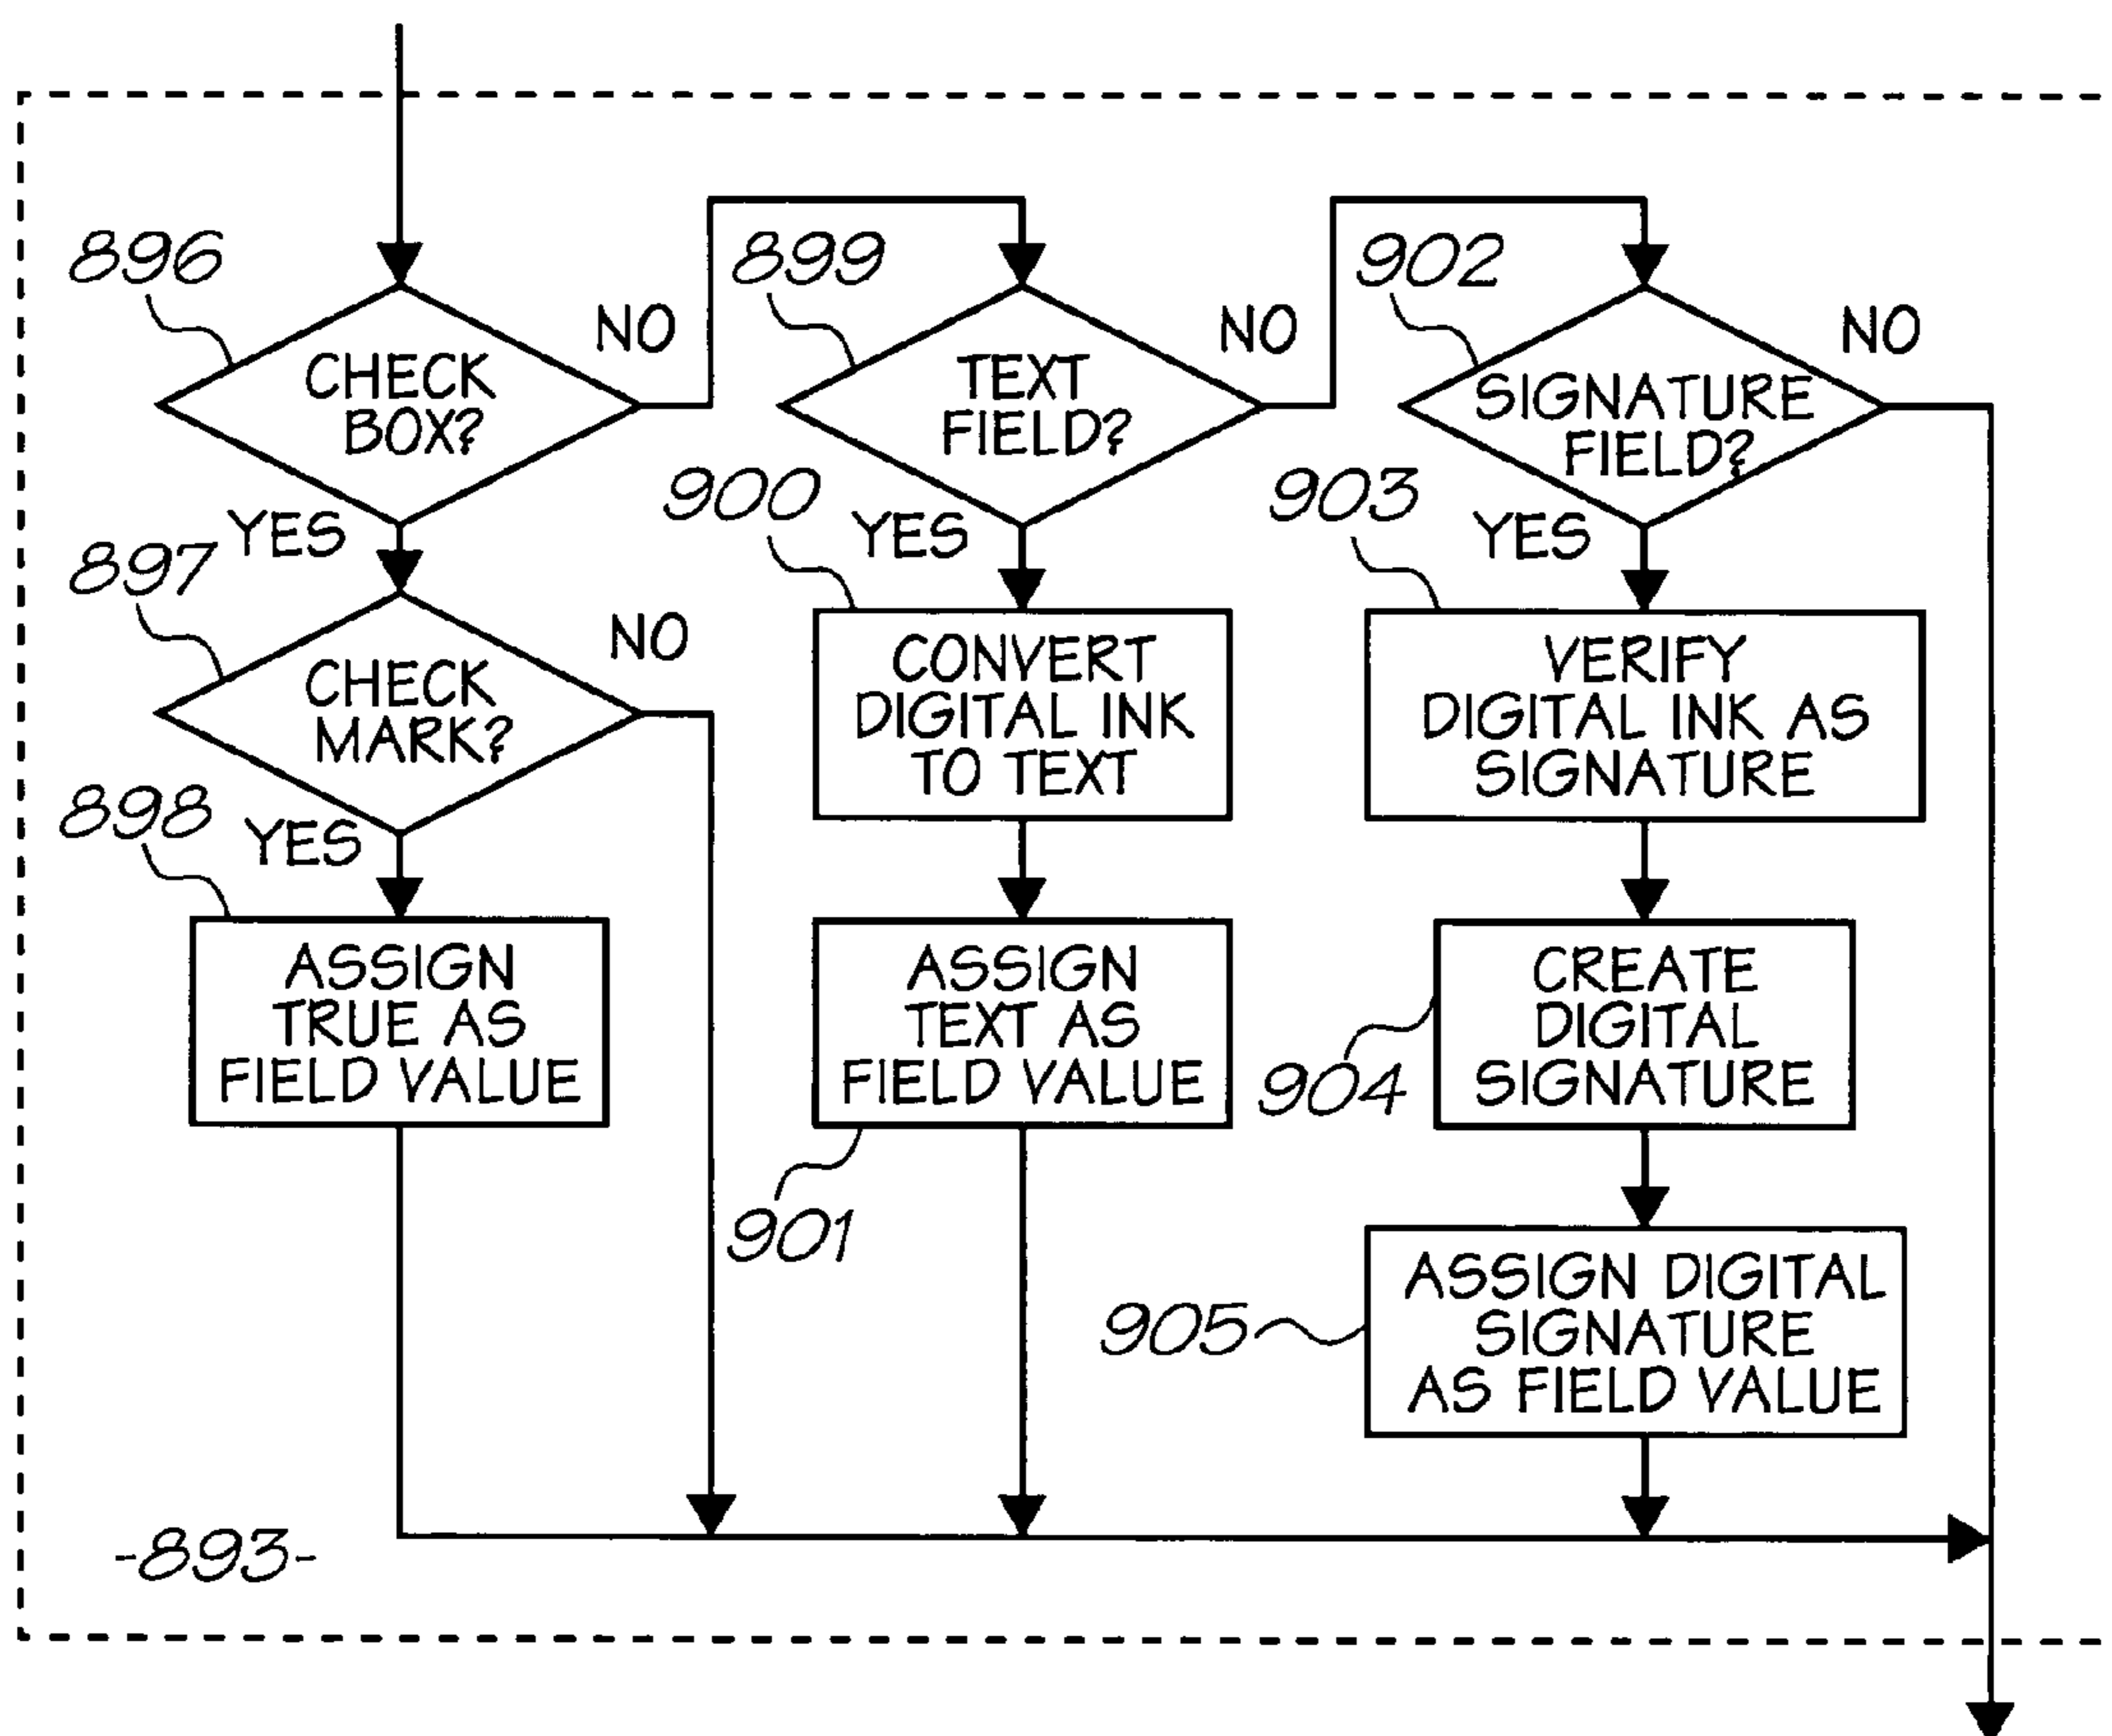 896
CHECK
BOX?
NO
YES
897
CHECK
MARK?
NO
YES
898
ASSIGN
TRUE AS
FIELD VALUE
899
TEXT
FIELD?
NO
YES
900
CONVERT
DIGITAL INK
TO TEXT
ASSIGN
TEXT AS
FIELD VALUE
901
902
SIGNATURE
FIELD?
NO
YES
903
VERIFY
DIGITAL INK AS
SIGNATURE
CREATE
DIGITAL
SIGNATURE
904
ASSIGN DIGITAL
SIGNATURE
AS FIELD VALUE
905
-893-